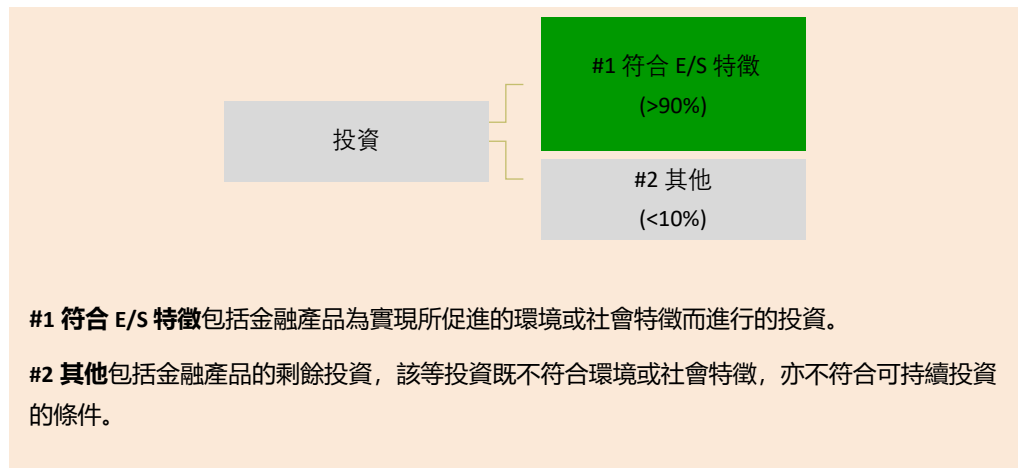 #1 符合 E/S 特徵
(>90%)
投資
#2 其他
(<10%)
#1 符合 E/S 特徵包括金融產品為實現所促進的環境或社會特徵而進行的投資。
#2 其他包括金融產品的剩餘投資，該等投資既不符合環境或社會特徵，亦不符合可持續投資
的條件。